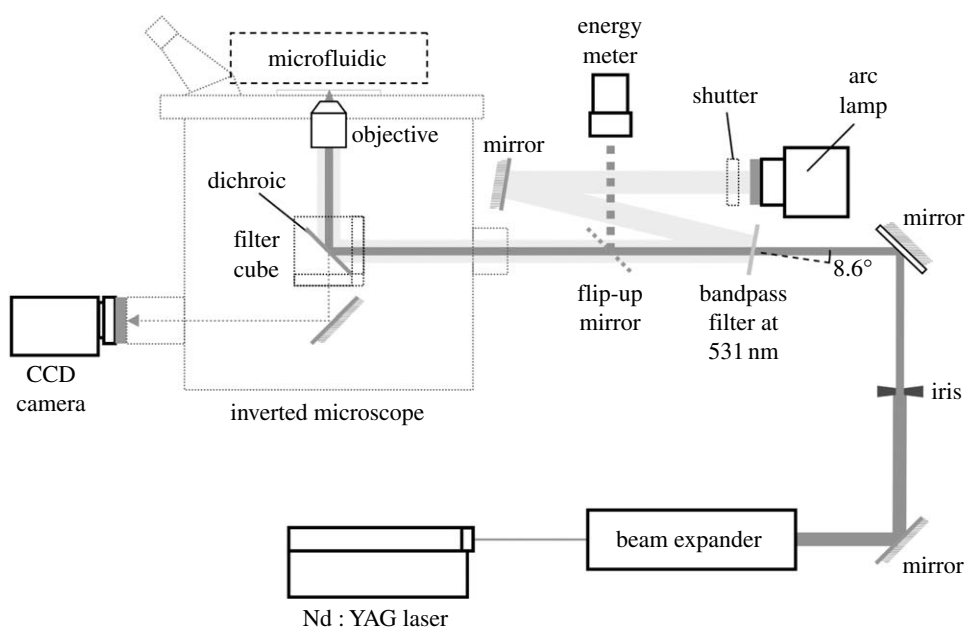 energy
meter
arc
lamp
shutter
microfluidic
objective
mirror
dichroic
mirror
filter
cube
8.6°
flip-up
mirror
bandpass
filter at
531 nm
CCD
camera
inverted microscope
iris
beam expander
mirror
Nd : YAG laser